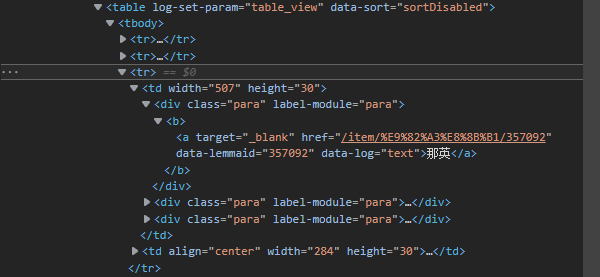 ▼<table log-set-param="table_view" data-sort="sortDisabled">
▼<tbody>
▶<tr>…</tr>
▶<tr>…</tr>
… ▼<tr> == $0
▼<td width="507" height="30">
▼<div class="para" label-module="para">
▼<b>
<a target="_blank" href="/item/%E9%82%A3%E8%8B%B1/357092"
data-lemmaid="357092" data-log="text">那英</a>
</b>
</div>
▶<div class="para" label-module="para">…</div>
▶<div class="para" label-module="para">…</div>
</td>
▶<td align="center" width="284" height="30">…</td>
</tr>